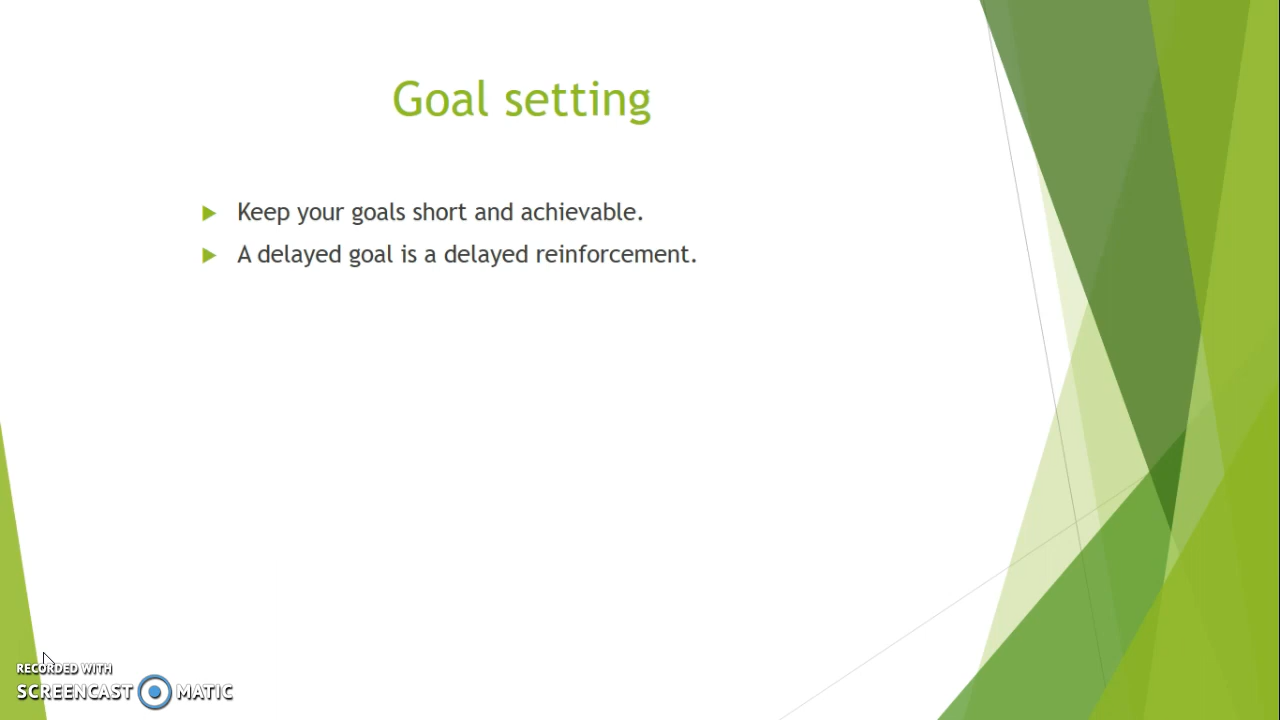 Goal setting
Keep your goals short and achievable.
A delayed goal is a delayed reinforcement.
RECORDED WITH
SCREENCAST MATIC